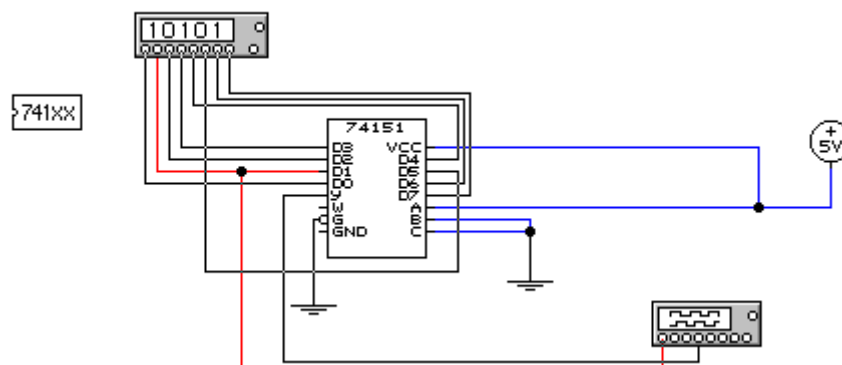 10101
741xx
74151
D3 VCC
D2 D4
D1 D5
D0 D6
y D7
W A
G B
GND C
+
5V